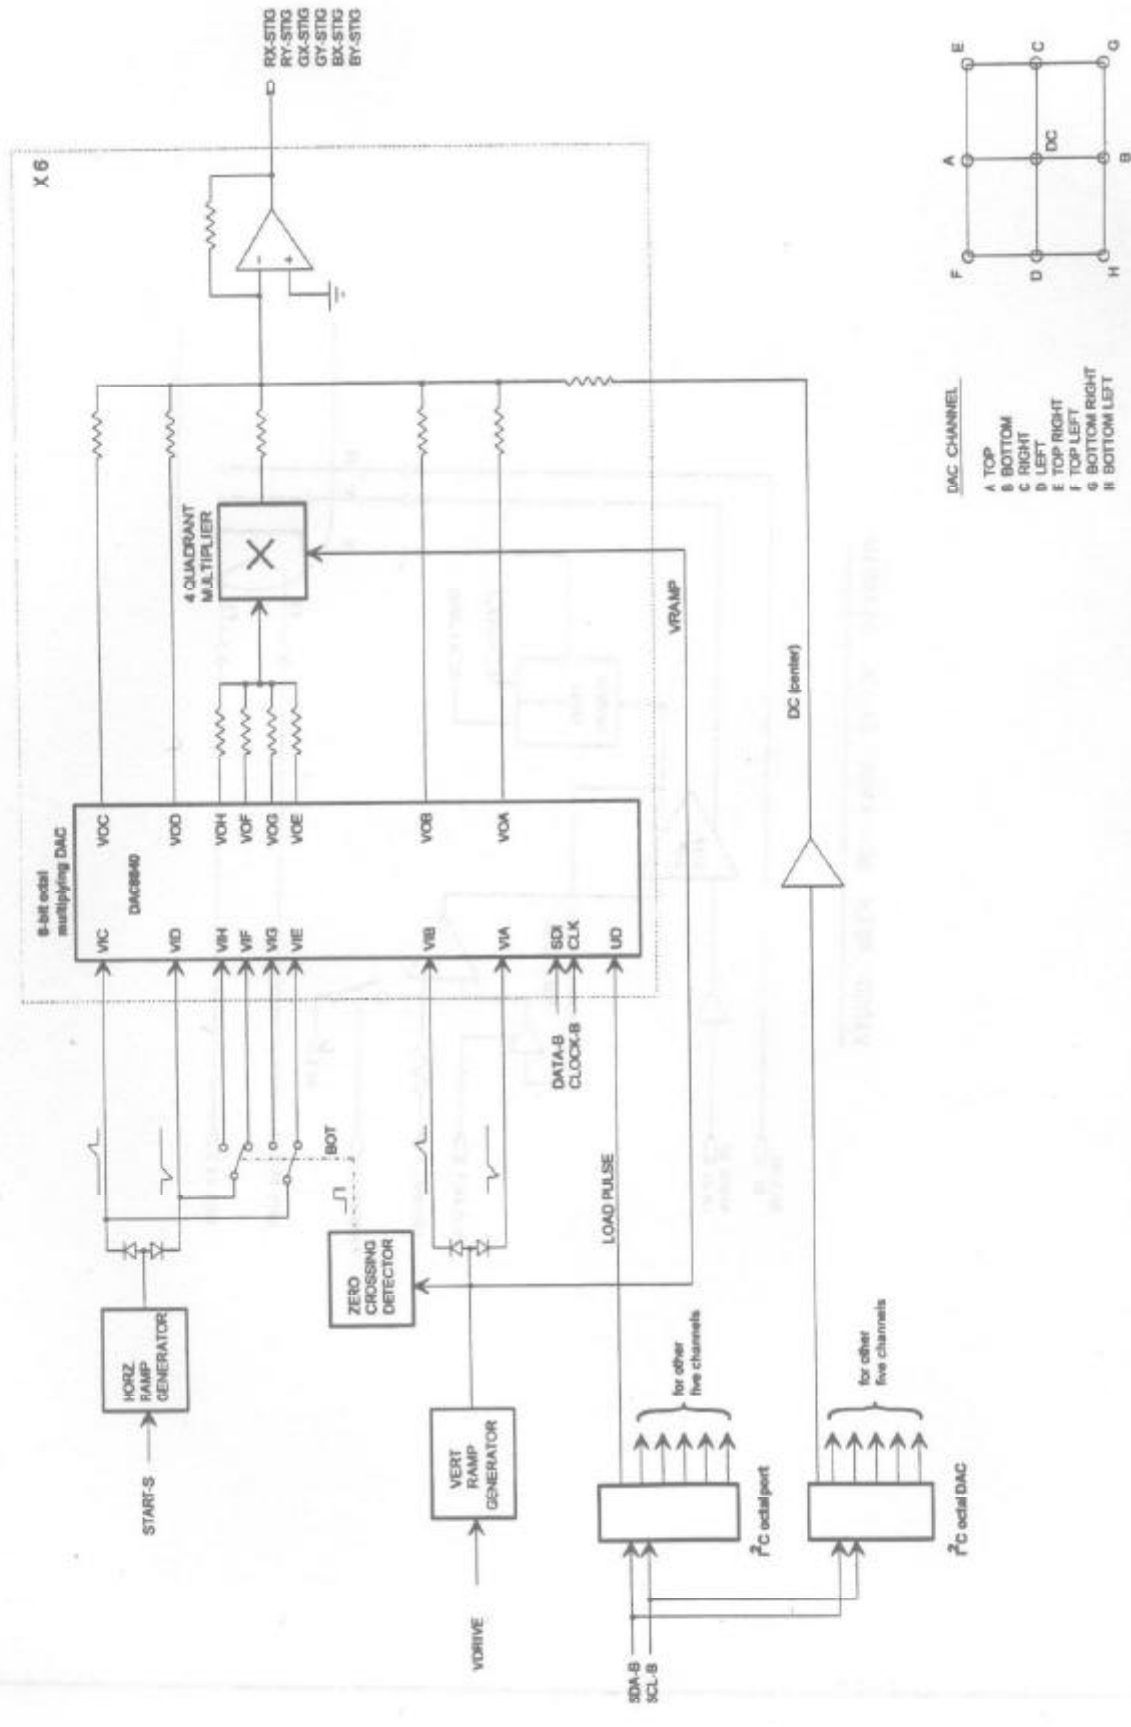 X 6
RX-STIG
RY-STIG
GX-STIG
GY-STIG
BX-STIG
BY-STIG
8-bit octal
multiplying DAC
DAC8840
VIC
VID
VIH
VIF
VIG
VIE
VIB
VIA
SDI
CLK
UD
VOC
VOD
VOH
VOF
VOG
VOE
VOB
VOA
4 QUADRANT
MULTIPLIER
-
+
START-S
HORZ
RAMP
GENERATOR
ZERO
CROSSING
DETECTOR
BOT
VDRIVE
VERT
RAMP
GENERATOR
DATA-B
CLOCK-B
LOAD PULSE
VRAMP
DC (center)
SDA-B
SCL-B
I²C octal port
for other
five channels
I²C octal DAC
for other
five channels
DAC CHANNEL
A TOP
B BOTTOM
C RIGHT
D LEFT
E TOP RIGHT
F TOP LEFT
G BOTTOM RIGHT
H BOTTOM LEFT
F
A
E
D
DC
C
H
B
G